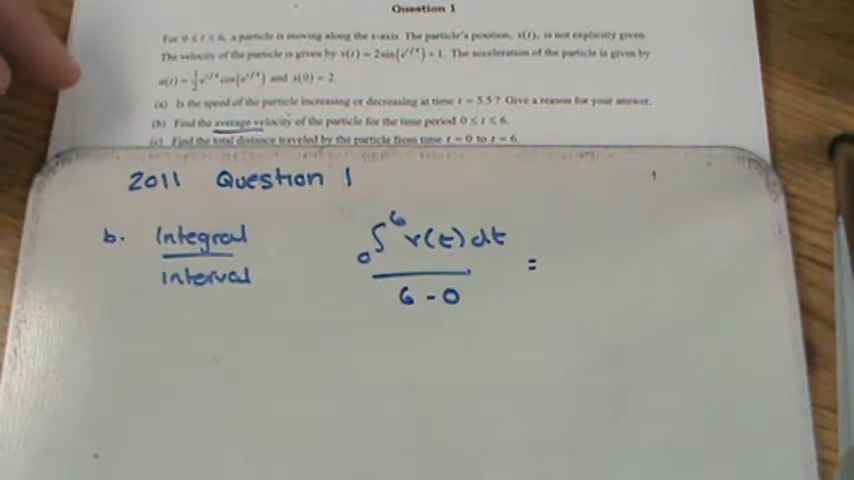 Question 1
For 0 ≤ t ≤ 6, a particle is moving along the x-axis. The particle's position, x(t), is not explicitly given.
The velocity of the particle is given by v(t) = 2sin(e^{t/4}) + 1. The acceleration of the particle is given by
a(t) = 1/2 e^{t/4} cos(e^{t/4}) and x(0) = 2.
(a) Is the speed of the particle increasing or decreasing at time t = 5.5? Give a reason for your answer.
(b) Find the average velocity of the particle for the time period 0 ≤ t ≤ 6.
(c) Find the total distance traveled by the particle from time t = 0 to t = 6.
2011 Question 1
b. Integral
interval
0∫6 v(t) dt
6 - 0
=